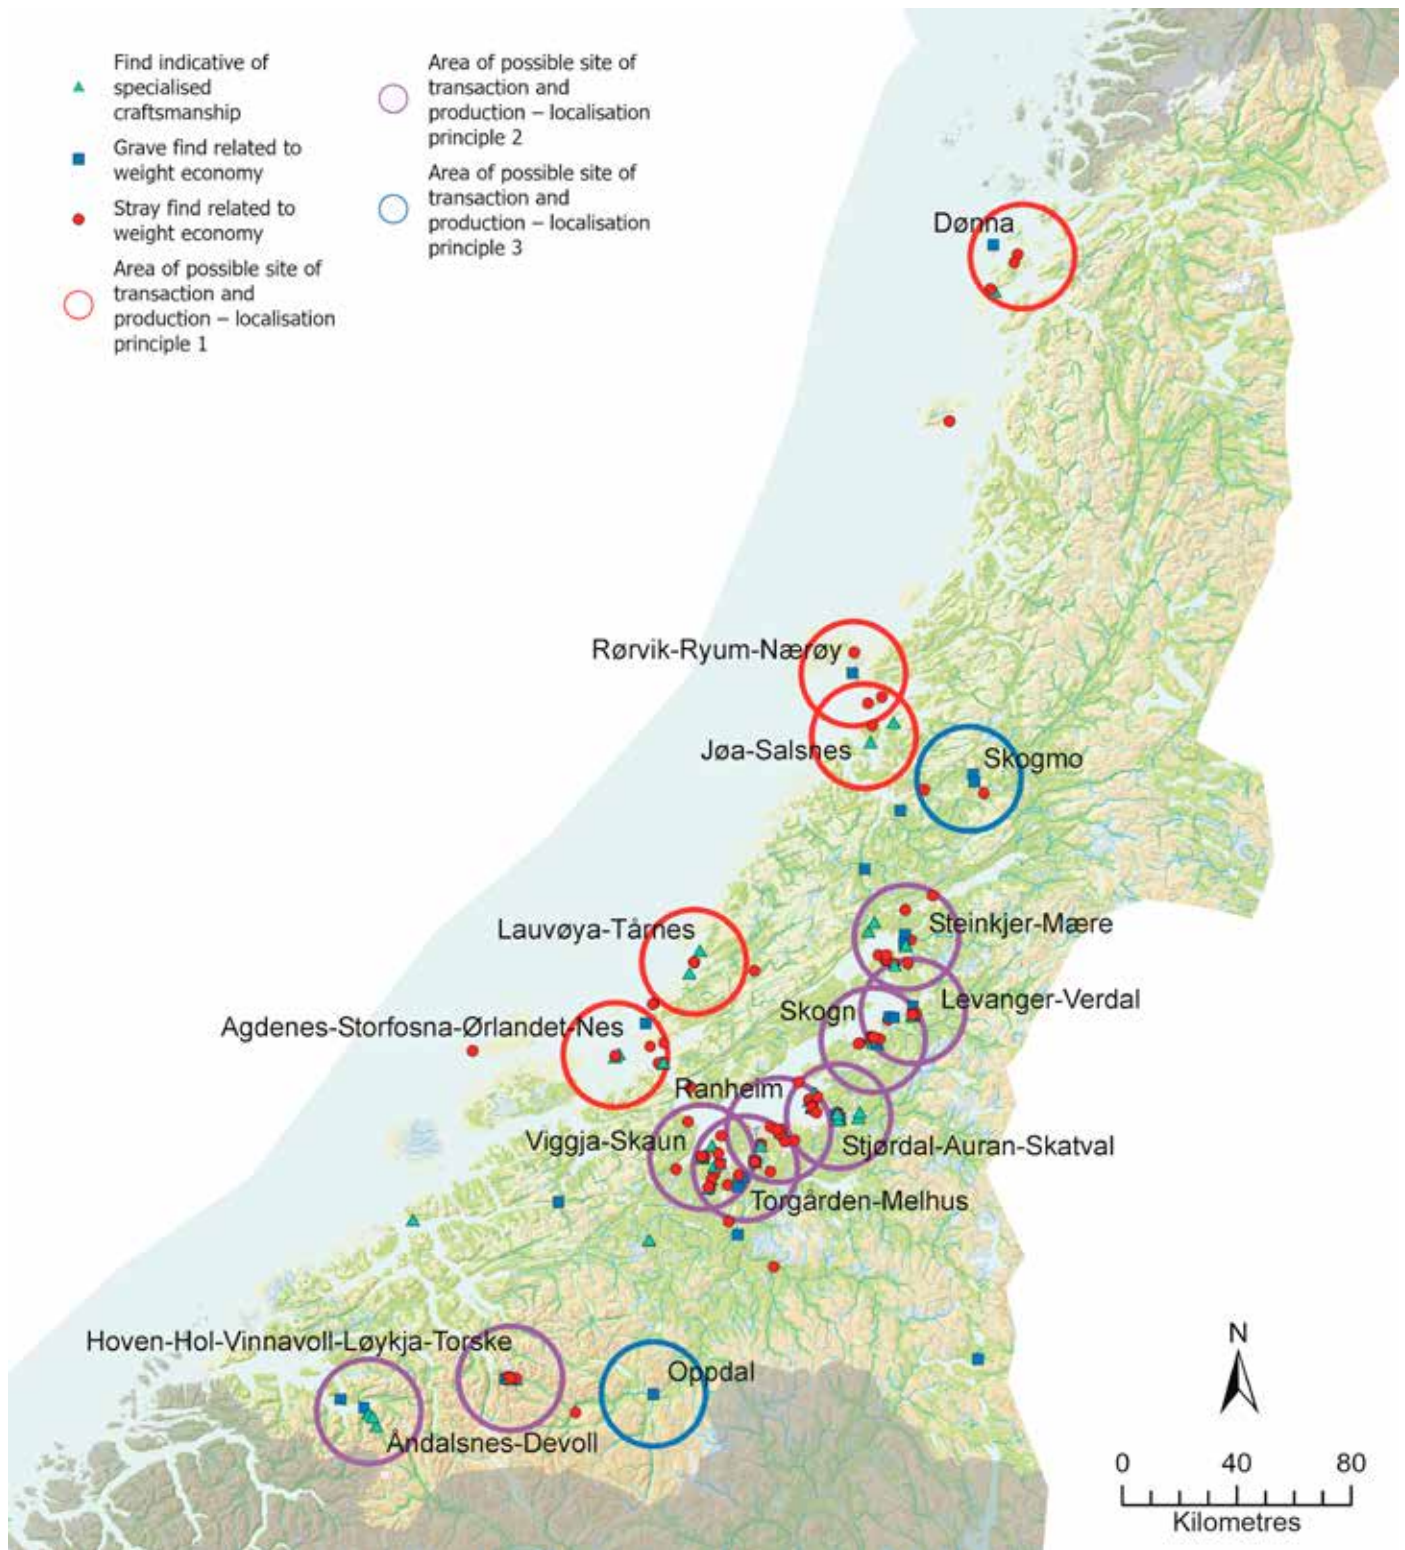 Find indicative of
specialised
craftsmanship
Grave find related to
weight economy
Stray find related to
weight economy
Area of possible site of
transaction and
production – localisation
principle 1
Area of possible site of
transaction and
production – localisation
principle 2
Area of possible site of
transaction and
production – localisation
principle 3
Dønna
Rørvik-Ryum-Nærøy
Jøa-Salsnes
Skogmo
Lauvøya-Tårnes
Steinkjer-Mære
Levanger-Verdal
Skogn
Agdenes-Storfosna-Ørlandet-Nes
Ranheim
Viggja-Skaun
Stjørdal-Auran-Skatval
Torgården-Melhus
Hoven-Hol-Vinnavoll-Løykja-Torske
Oppdal
Åndalsnes-Devoll
N
0 40 80
Kilometres